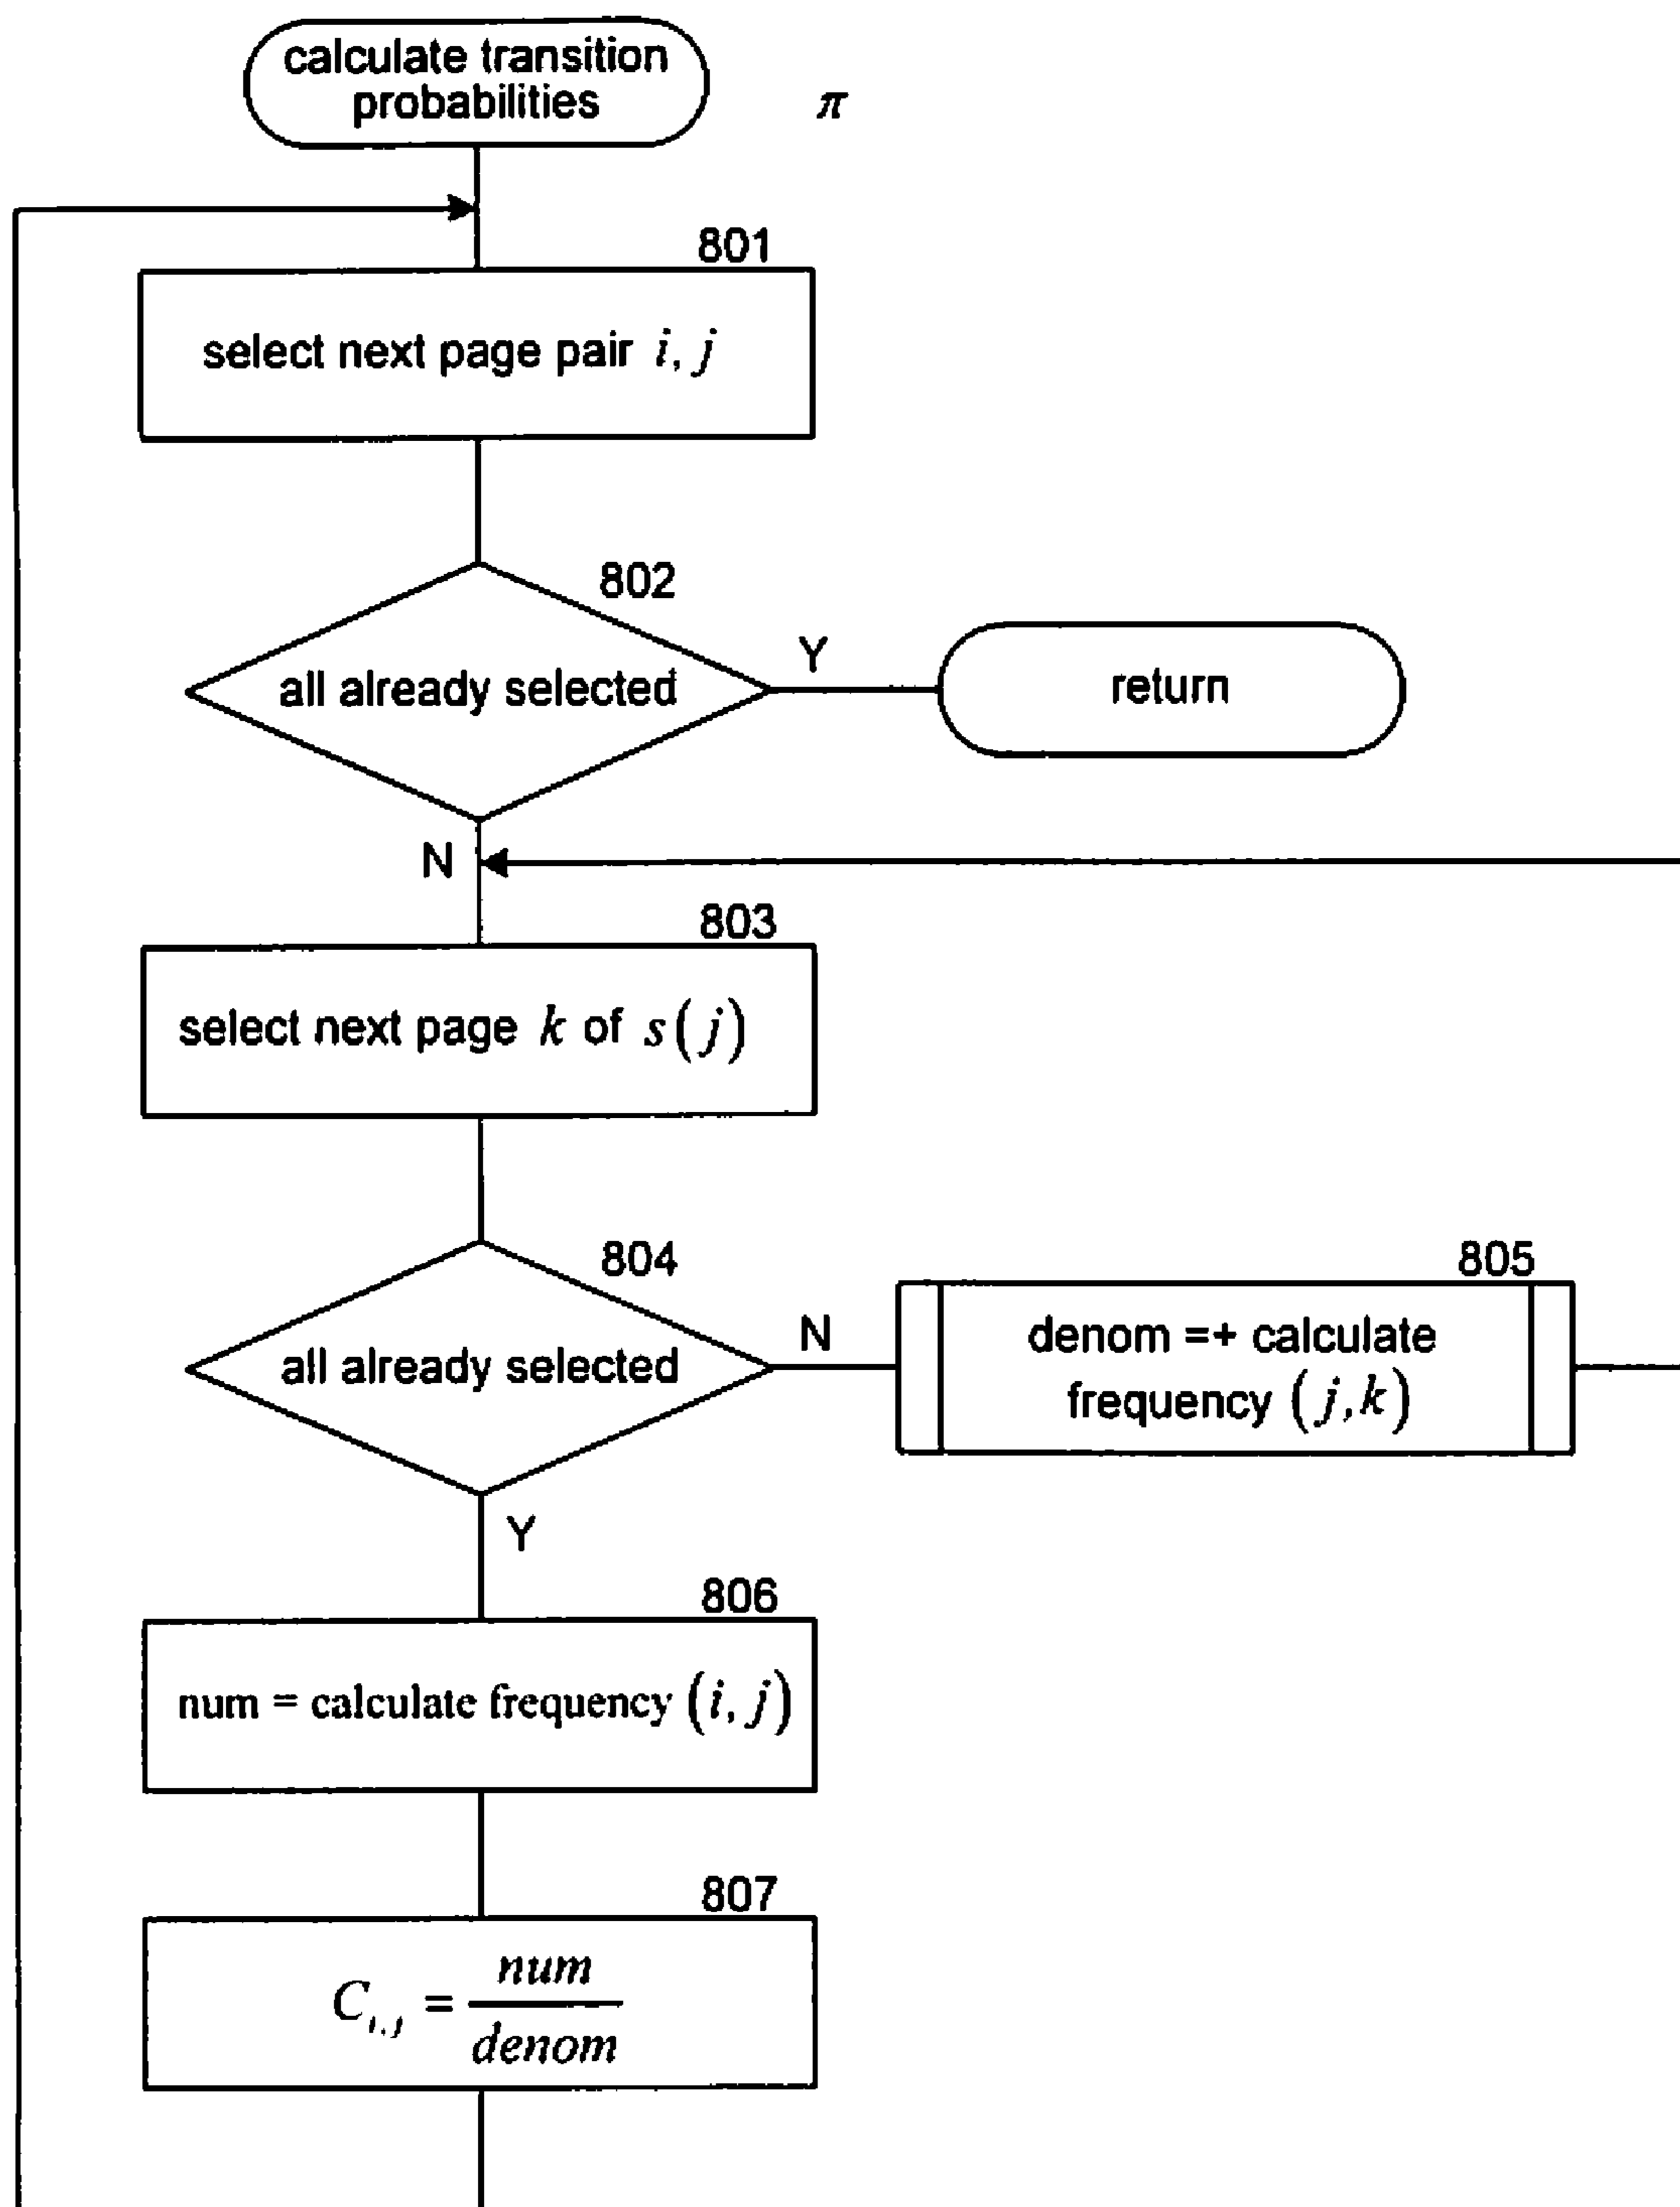 calculate transition
probabilities
π
801
select next page pair i, j
802
all already selected
Y
return
N
803
select next page k of s(j)
804
all already selected
N
805
denom =+ calculate
frequency (j,k)
Y
806
num = calculate frequency (i, j)
807
C_{i,j} = num/denom